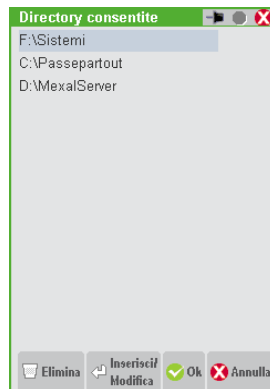 Directory consentite
F:\Sistemi
C:\Passepartout
D:\MexalServer
Elimina
Inserisci/
Modifica
Ok
Annulla